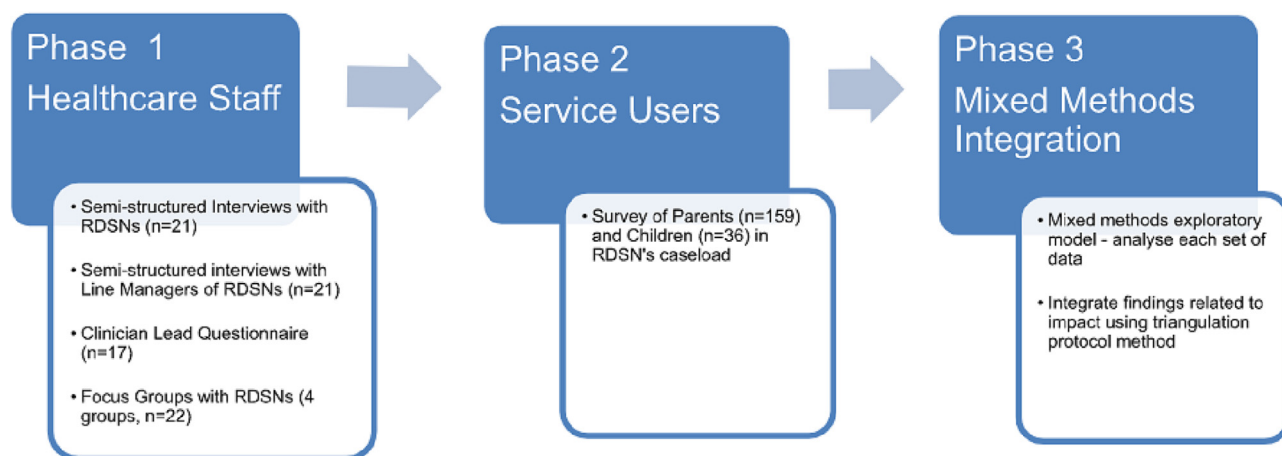 Phase 1
Healthcare Staff
• Semi-structured Interviews with
RDSNs (n=21)
• Semi-structured interviews with
Line Managers of RDSNs (n=21)
• Clinician Lead Questionnaire
(n=17)
• Focus Groups with RDSNs (4
groups, n=22)
Phase 2
Service Users
• Survey of Parents (n=159)
and Children (n=36) in
RDSN's caseload
Phase 3
Mixed Methods
Integration
• Mixed methods exploratory
model - analyse each set of
data
• Integrate findings related to
impact using triangulation
protocol method